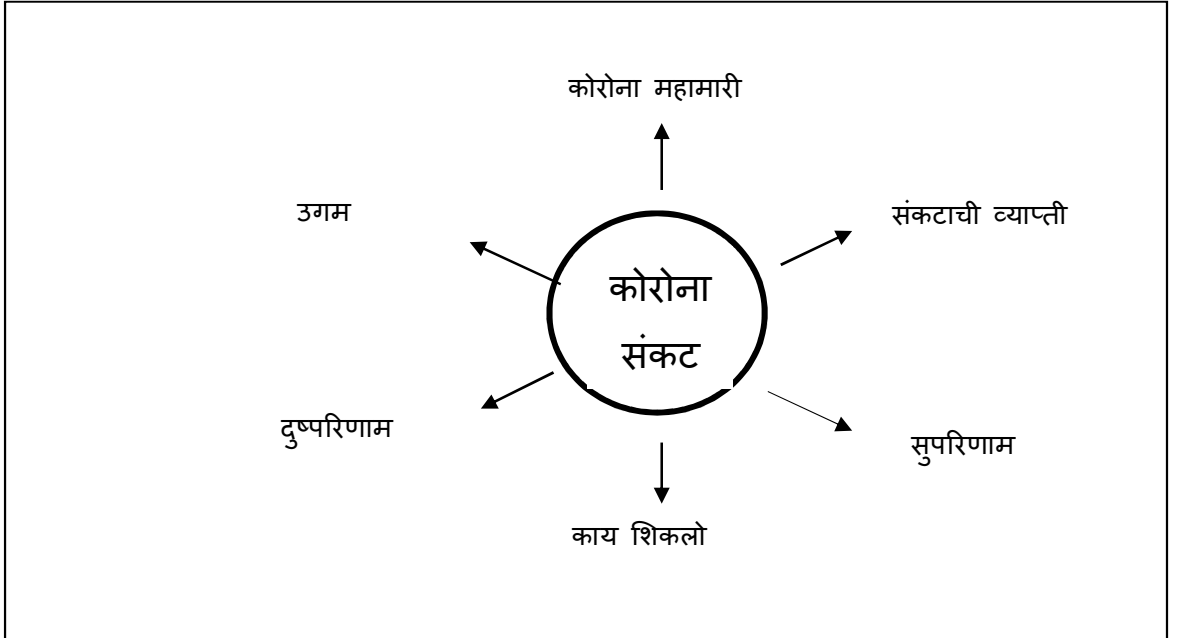 कोरोना महामारी
उगम
संकटाची व्याप्ती
कोरोना
संकट
दुष्परिणाम
सुपरिणाम
काय शिकलो